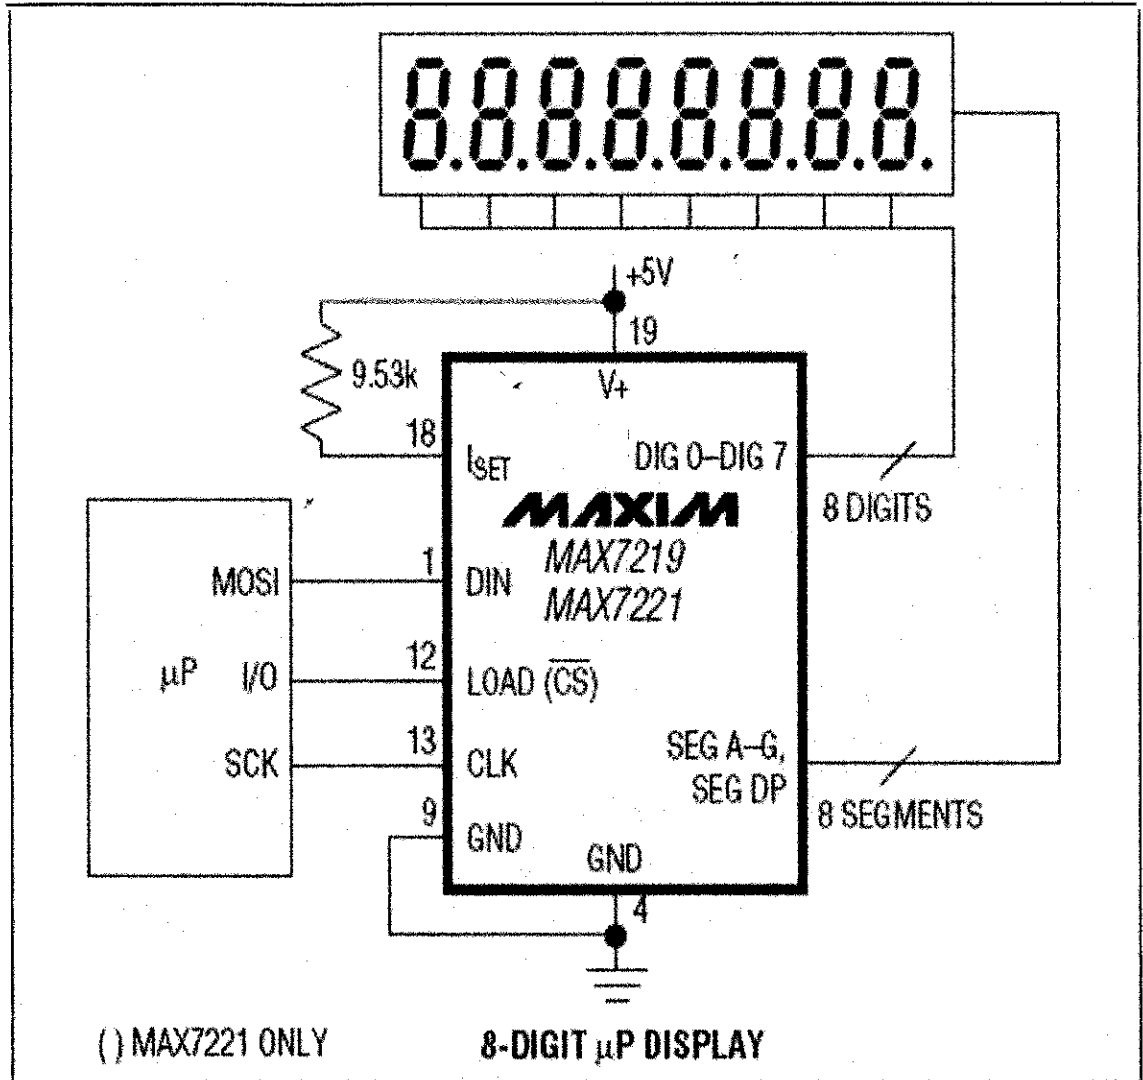 8.8.8.8.8.8.8.8.
+5V
19
9.53k
V+
18
ISET
DIG 0–DIG 7
MAXIM
8 DIGITS
MAX7219
MAX7221
MOSI
1
DIN
µP
I/O
12
LOAD (C̅S̅)
SCK
13
CLK
SEG A–G,
SEG DP
9
GND
8 SEGMENTS
GND
4
( ) MAX7221 ONLY
8-DIGIT µP DISPLAY